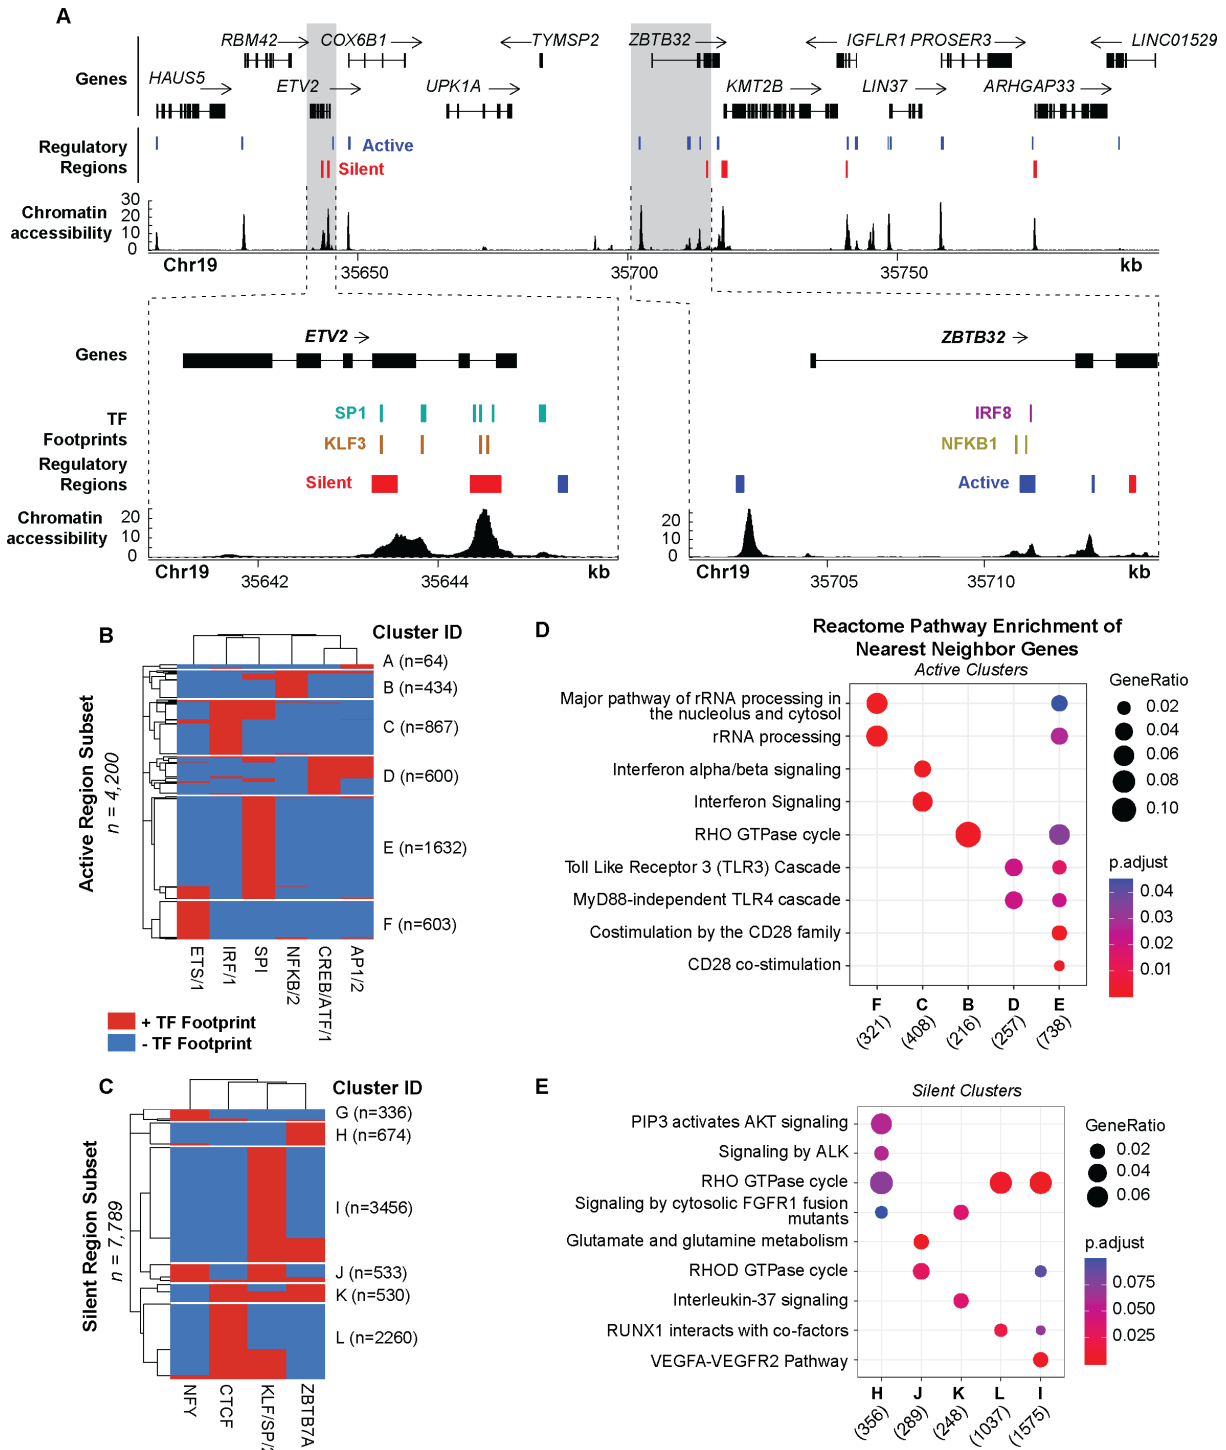 A
RBM42 COX6B1 TYMSP2 ZBTB32 IGFLR1 PROSER3 LINC01529
Genes
HAUS5 ETV2 UPK1A KMT2B LIN37 ARHGAP33
Regulatory Regions
Active
Silent
Chromatin accessibility
30
20
10
0
Chr19 35650 35700 35750 kb
Genes
ETV2
ZBTB32
TF Footprints
SP1
KLF3
IRF8
NFKB1
Regulatory Regions
Silent
Active
Chromatin accessibility
20
10
0
20
10
0
Chr19 35642 35644 kb
Chr19 35705 35710 kb
B
Cluster ID
Active Region Subset
n = 4,200
A (n=64)
B (n=434)
C (n=867)
D (n=600)
E (n=1632)
F (n=603)
ETS/1
IRF/1
SPI
NFKB/2
CREB/ATF/1
AP1/2
+ TF Footprint
- TF Footprint
C
Cluster ID
Silent Region Subset
n = 7,789
G (n=336)
H (n=674)
I (n=3456)
J (n=533)
K (n=530)
L (n=2260)
NFY
CTCF
ZBTB7A
D
Reactome Pathway Enrichment of
Nearest Neighbor Genes
Active Clusters
Major pathway of rRNA processing in
the nucleolus and cytosol
rRNA processing
Interferon alpha/beta signaling
Interferon Signaling
RHO GTPase cycle
Toll Like Receptor 3 (TLR3) Cascade
MyD88-independent TLR4 cascade
Costimulation by the CD28 family
CD28 co-stimulation
F C B D E
(321) (408) (216) (257) (738)
GeneRatio
0.02
0.04
0.06
0.08
0.10
p.adjust
0.04
0.03
0.02
0.01
E
Silent Clusters
PIP3 activates AKT signaling
Signaling by ALK
RHO GTPase cycle
Signaling by cytosolic FGFR1 fusion
mutants
Glutamate and glutamine metabolism
RHOD GTPase cycle
Interleukin-37 signaling
RUNX1 interacts with co-factors
VEGFA-VEGFR2 Pathway
H J K L I
(356) (289) (248) (1037) (1575)
GeneRatio
0.02
0.04
0.06
p.adjust
0.075
0.050
0.025